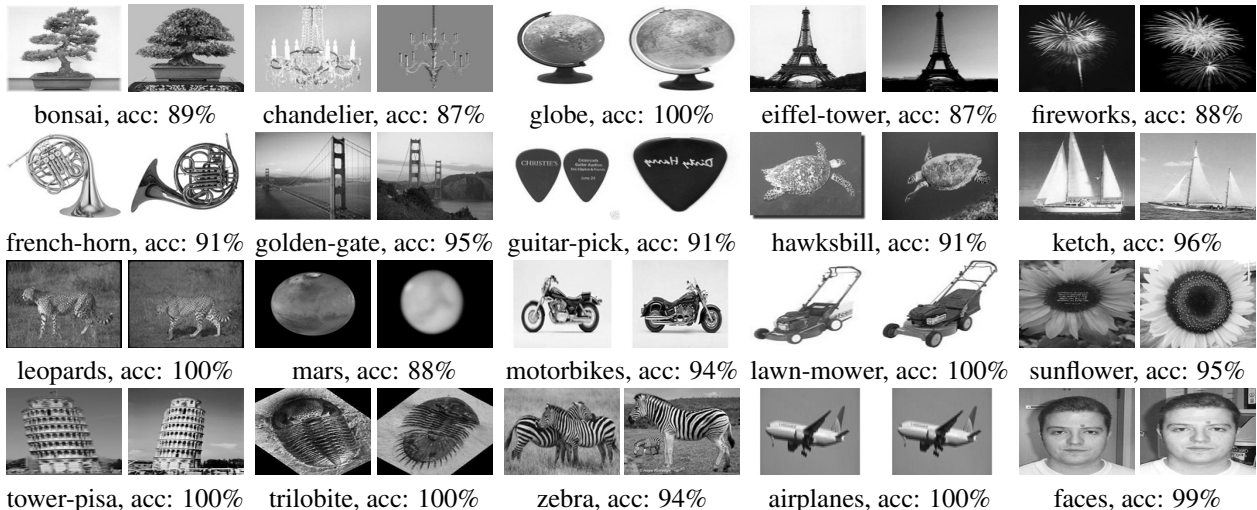 bonsai, acc: 89% chandelier, acc: 87% globe, acc: 100% eiffel-tower, acc: 87% fireworks, acc: 88%
CHRISTIE'S
Dirty Harry
french-horn, acc: 91% golden-gate, acc: 95% guitar-pick, acc: 91% hawksbill, acc: 91% ketch, acc: 96%
leopards, acc: 100% mars, acc: 88% motorbikes, acc: 94% lawn-mower, acc: 100% sunflower, acc: 95%
tower-pisa, acc: 100% trilobite, acc: 100% zebra, acc: 94% airplanes, acc: 100% faces, acc: 99%